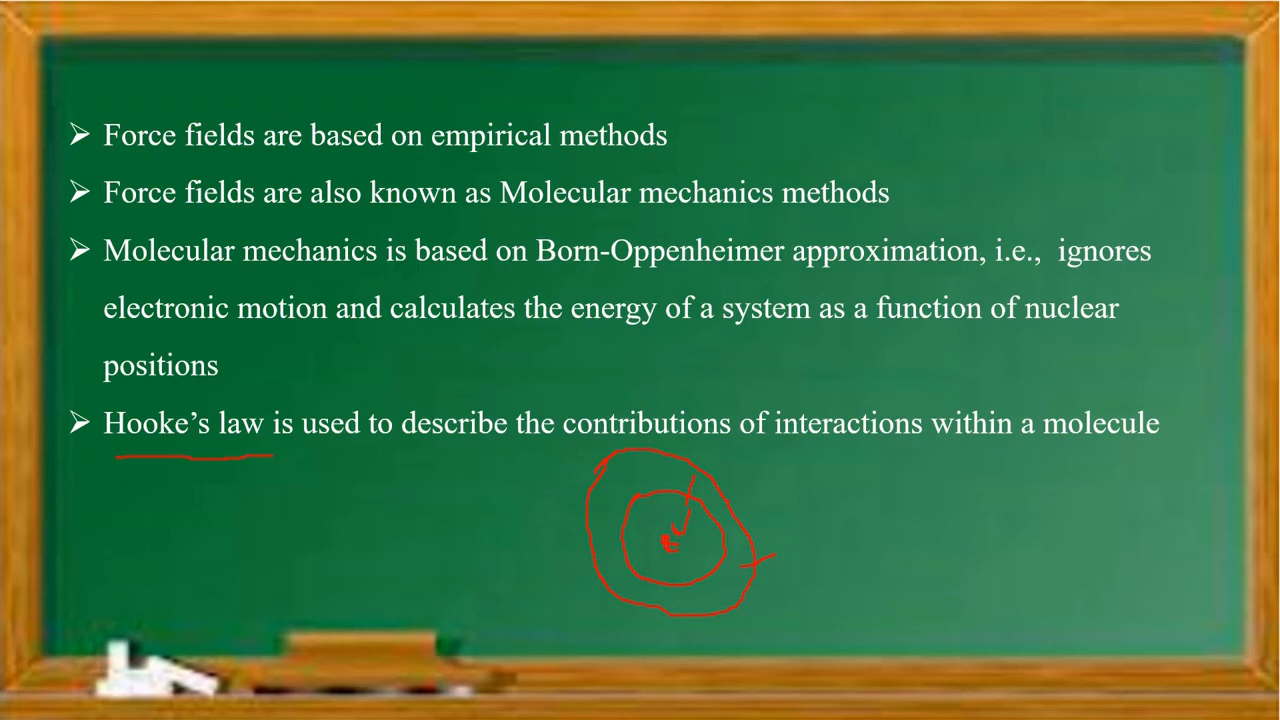 ➢ Force fields are based on empirical methods
➢ Force fields are also known as Molecular mechanics methods
➢ Molecular mechanics is based on Born-Oppenheimer approximation, i.e.,  ignores
electronic motion and calculates the energy of a system as a function of nuclear
positions
➢ Hooke’s law is used to describe the contributions of interactions within a molecule